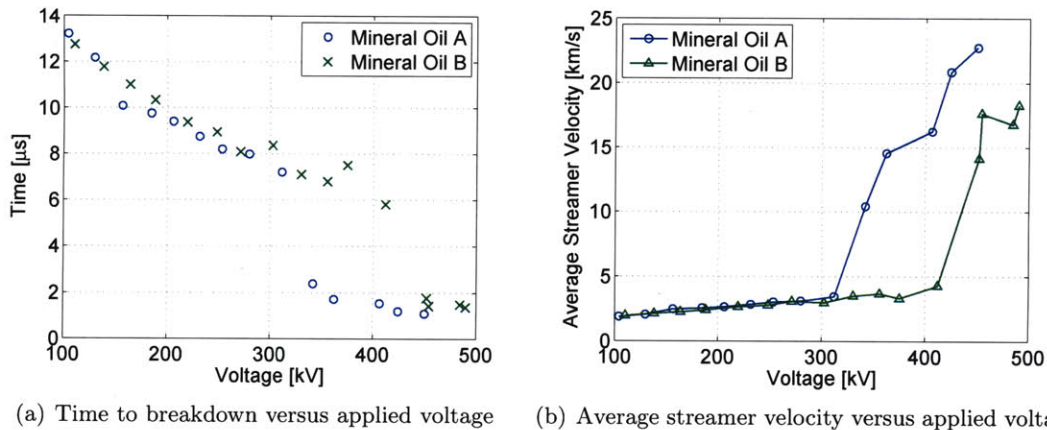 14
12
10
8
6
4
2
0
Time [µs]
Mineral Oil A
Mineral Oil B
100 200 300 400 500
Voltage [kV]
(a) Time to breakdown versus applied voltage
25
20
15
10
5
0
Average Streamer Velocity [km/s]
Mineral Oil A
Mineral Oil B
100 200 300 400 500
Voltage [kV]
(b) Average streamer velocity versus applied volta